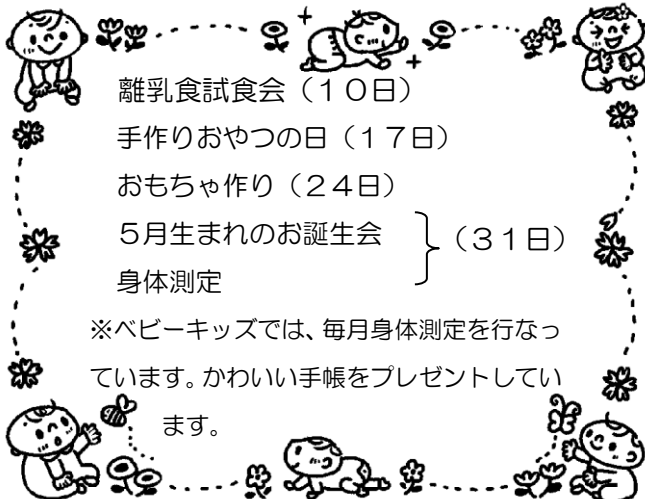 離乳食試食会（１０日）
手作りおやつの日（１７日）
おもちゃ作り（２４日）
５月生まれのお誕生会
身体測定
（３１日）
※ベビーキッズでは、毎月身体測定を行なっ
ています。かわいい手帳をプレゼントしてい
ます。